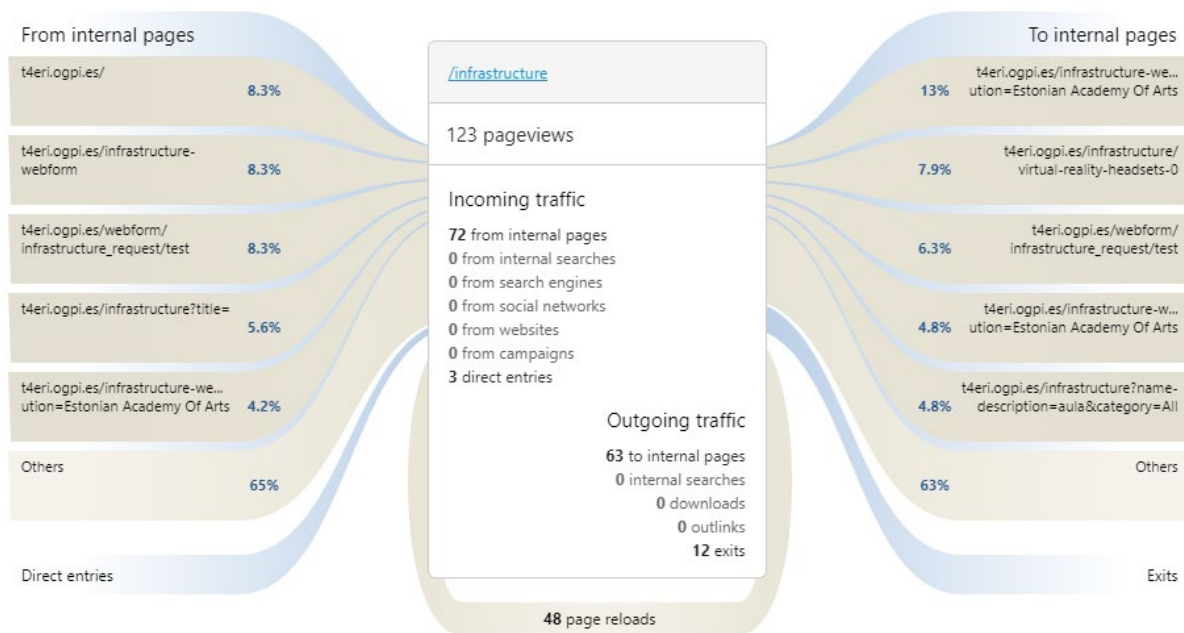 From internal pages
t4eri.ogpi.es/
8.3%
t4eri.ogpi.es/infrastructure-
webform
8.3%
t4eri.ogpi.es/webform/
infrastructure_request/test
8.3%
t4eri.ogpi.es/infrastructure?title=
5.6%
t4eri.ogpi.es/infrastructure-we...
ution=Estonian Academy Of Arts
4.2%
Others
65%
Direct entries
/infrastructure
123 pageviews
Incoming traffic
72 from internal pages
0 from internal searches
0 from search engines
0 from social networks
0 from websites
0 from campaigns
3 direct entries
Outgoing traffic
63 to internal pages
0 internal searches
0 downloads
0 outlinks
12 exits
48 page reloads
To internal pages
t4eri.ogpi.es/infrastructure-we...
ution=Estonian Academy Of Arts
13%
t4eri.ogpi.es/infrastructure/
virtual-reality-headsets-0
7.9%
t4eri.ogpi.es/webform/
infrastructure_request/test
6.3%
t4eri.ogpi.es/infrastructure-w...
ution=Estonian Academy Of Arts
4.8%
t4eri.ogpi.es/infrastructure?name-
description=aula&category=All
4.8%
Others
63%
Exits